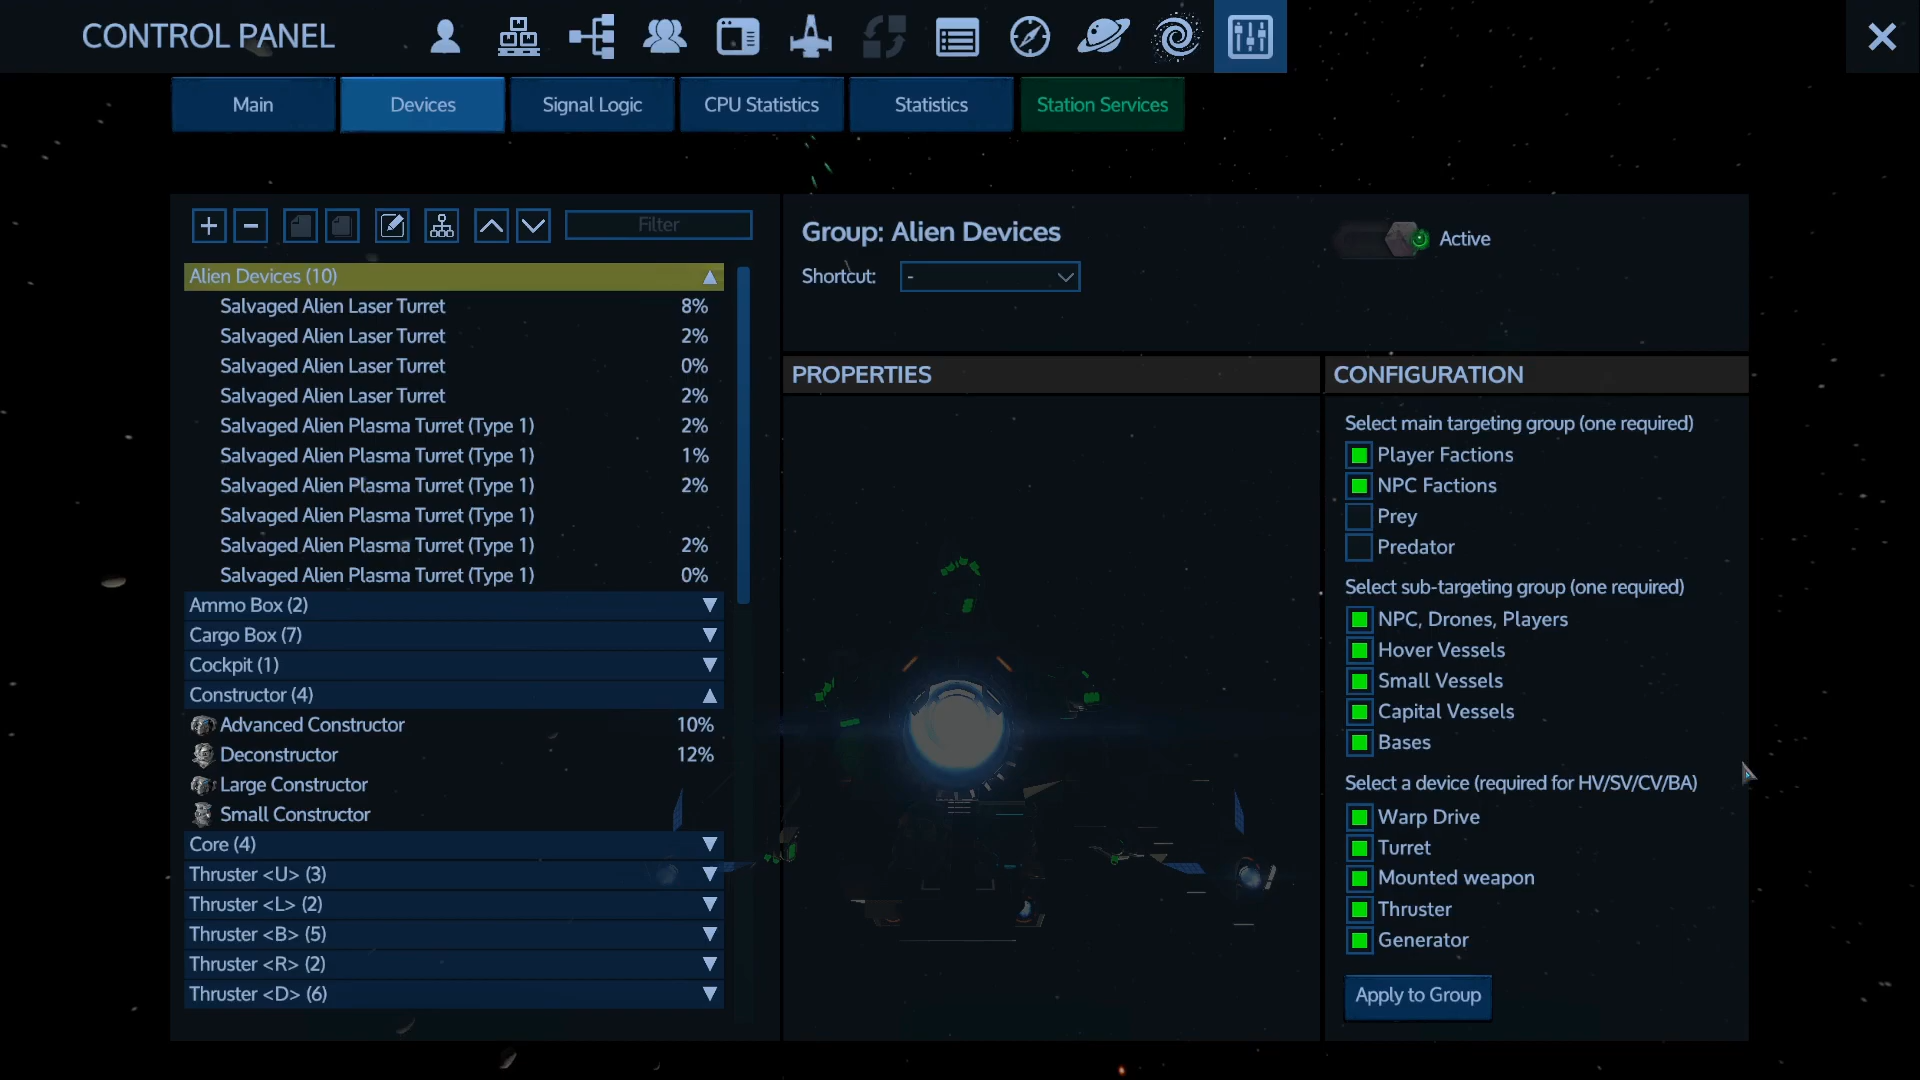 CONTROL PANEL
Main
Devices
Signal Logic
CPU Statistics
Statistics
Station Services
Filter
Alien Devices (10)
Salvaged Alien Laser Turret 8%
Salvaged Alien Laser Turret 2%
Salvaged Alien Laser Turret 0%
Salvaged Alien Laser Turret 2%
Salvaged Alien Plasma Turret (Type 1) 2%
Salvaged Alien Plasma Turret (Type 1) 1%
Salvaged Alien Plasma Turret (Type 1) 2%
Salvaged Alien Plasma Turret (Type 1)
Salvaged Alien Plasma Turret (Type 1) 2%
Salvaged Alien Plasma Turret (Type 1) 0%
Ammo Box (2)
Cargo Box (7)
Cockpit (1)
Constructor (4)
Advanced Constructor 10%
Deconstructor 12%
Large Constructor
Small Constructor
Core (4)
Thruster <U> (3)
Thruster <L> (2)
Thruster <B> (5)
Thruster <R> (2)
Thruster <D> (6)
Group: Alien Devices
Active
Shortcut: -
PROPERTIES
CONFIGURATION
Select main targeting group (one required)
Player Factions
NPC Factions
Prey
Predator
Select sub-targeting group (one required)
NPC, Drones, Players
Hover Vessels
Small Vessels
Capital Vessels
Bases
Select a device (required for HV/SV/CV/BA)
Warp Drive
Turret
Mounted weapon
Thruster
Generator
Apply to Group